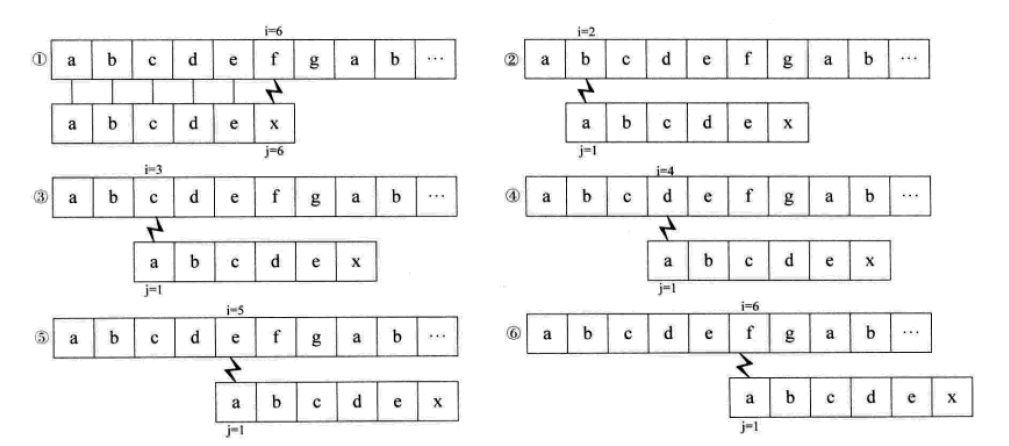 i=6
① a b c d e f g a b ...
a b c d e x
j=6
i=2
② a b c d e f g a b ...
a b c d e x
j=1
i=3
③ a b c d e f g a b ...
a b c d e x
j=1
i=4
④ a b c d e f g a b ...
a b c d e x
j=1
i=5
⑤ a b c d e f g a b ...
a b c d e x
j=1
i=6
⑥ a b c d e f g a b ...
a b c d e x
j=1